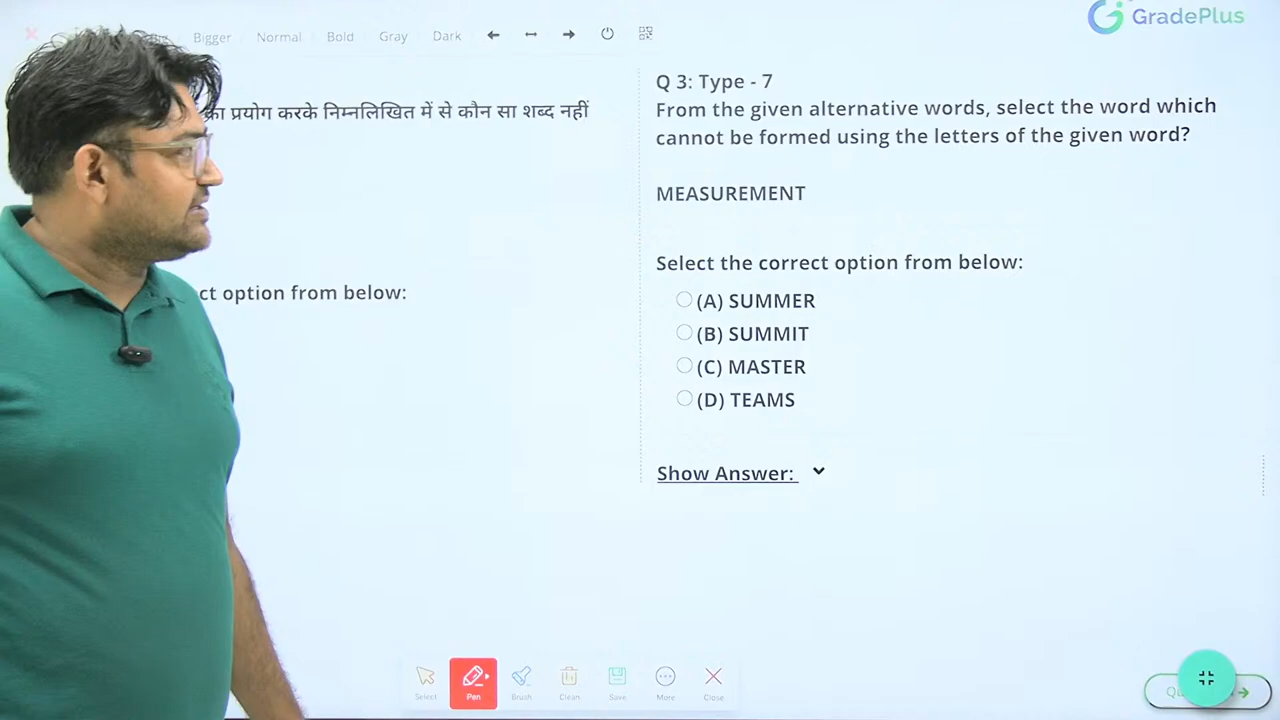 GradePlus
Bigger Normal Bold Gray Dark
का प्रयोग करके निम्नलिखित में से कौन सा शब्द नहीं
ct option from below:
Q 3: Type - 7
From the given alternative words, select the word which
cannot be formed using the letters of the given word?
MEASUREMENT
Select the correct option from below:
(A) SUMMER
(B) SUMMIT
(C) MASTER
(D) TEAMS
Show Answer:
Select Pen Brush Clean Save More Close